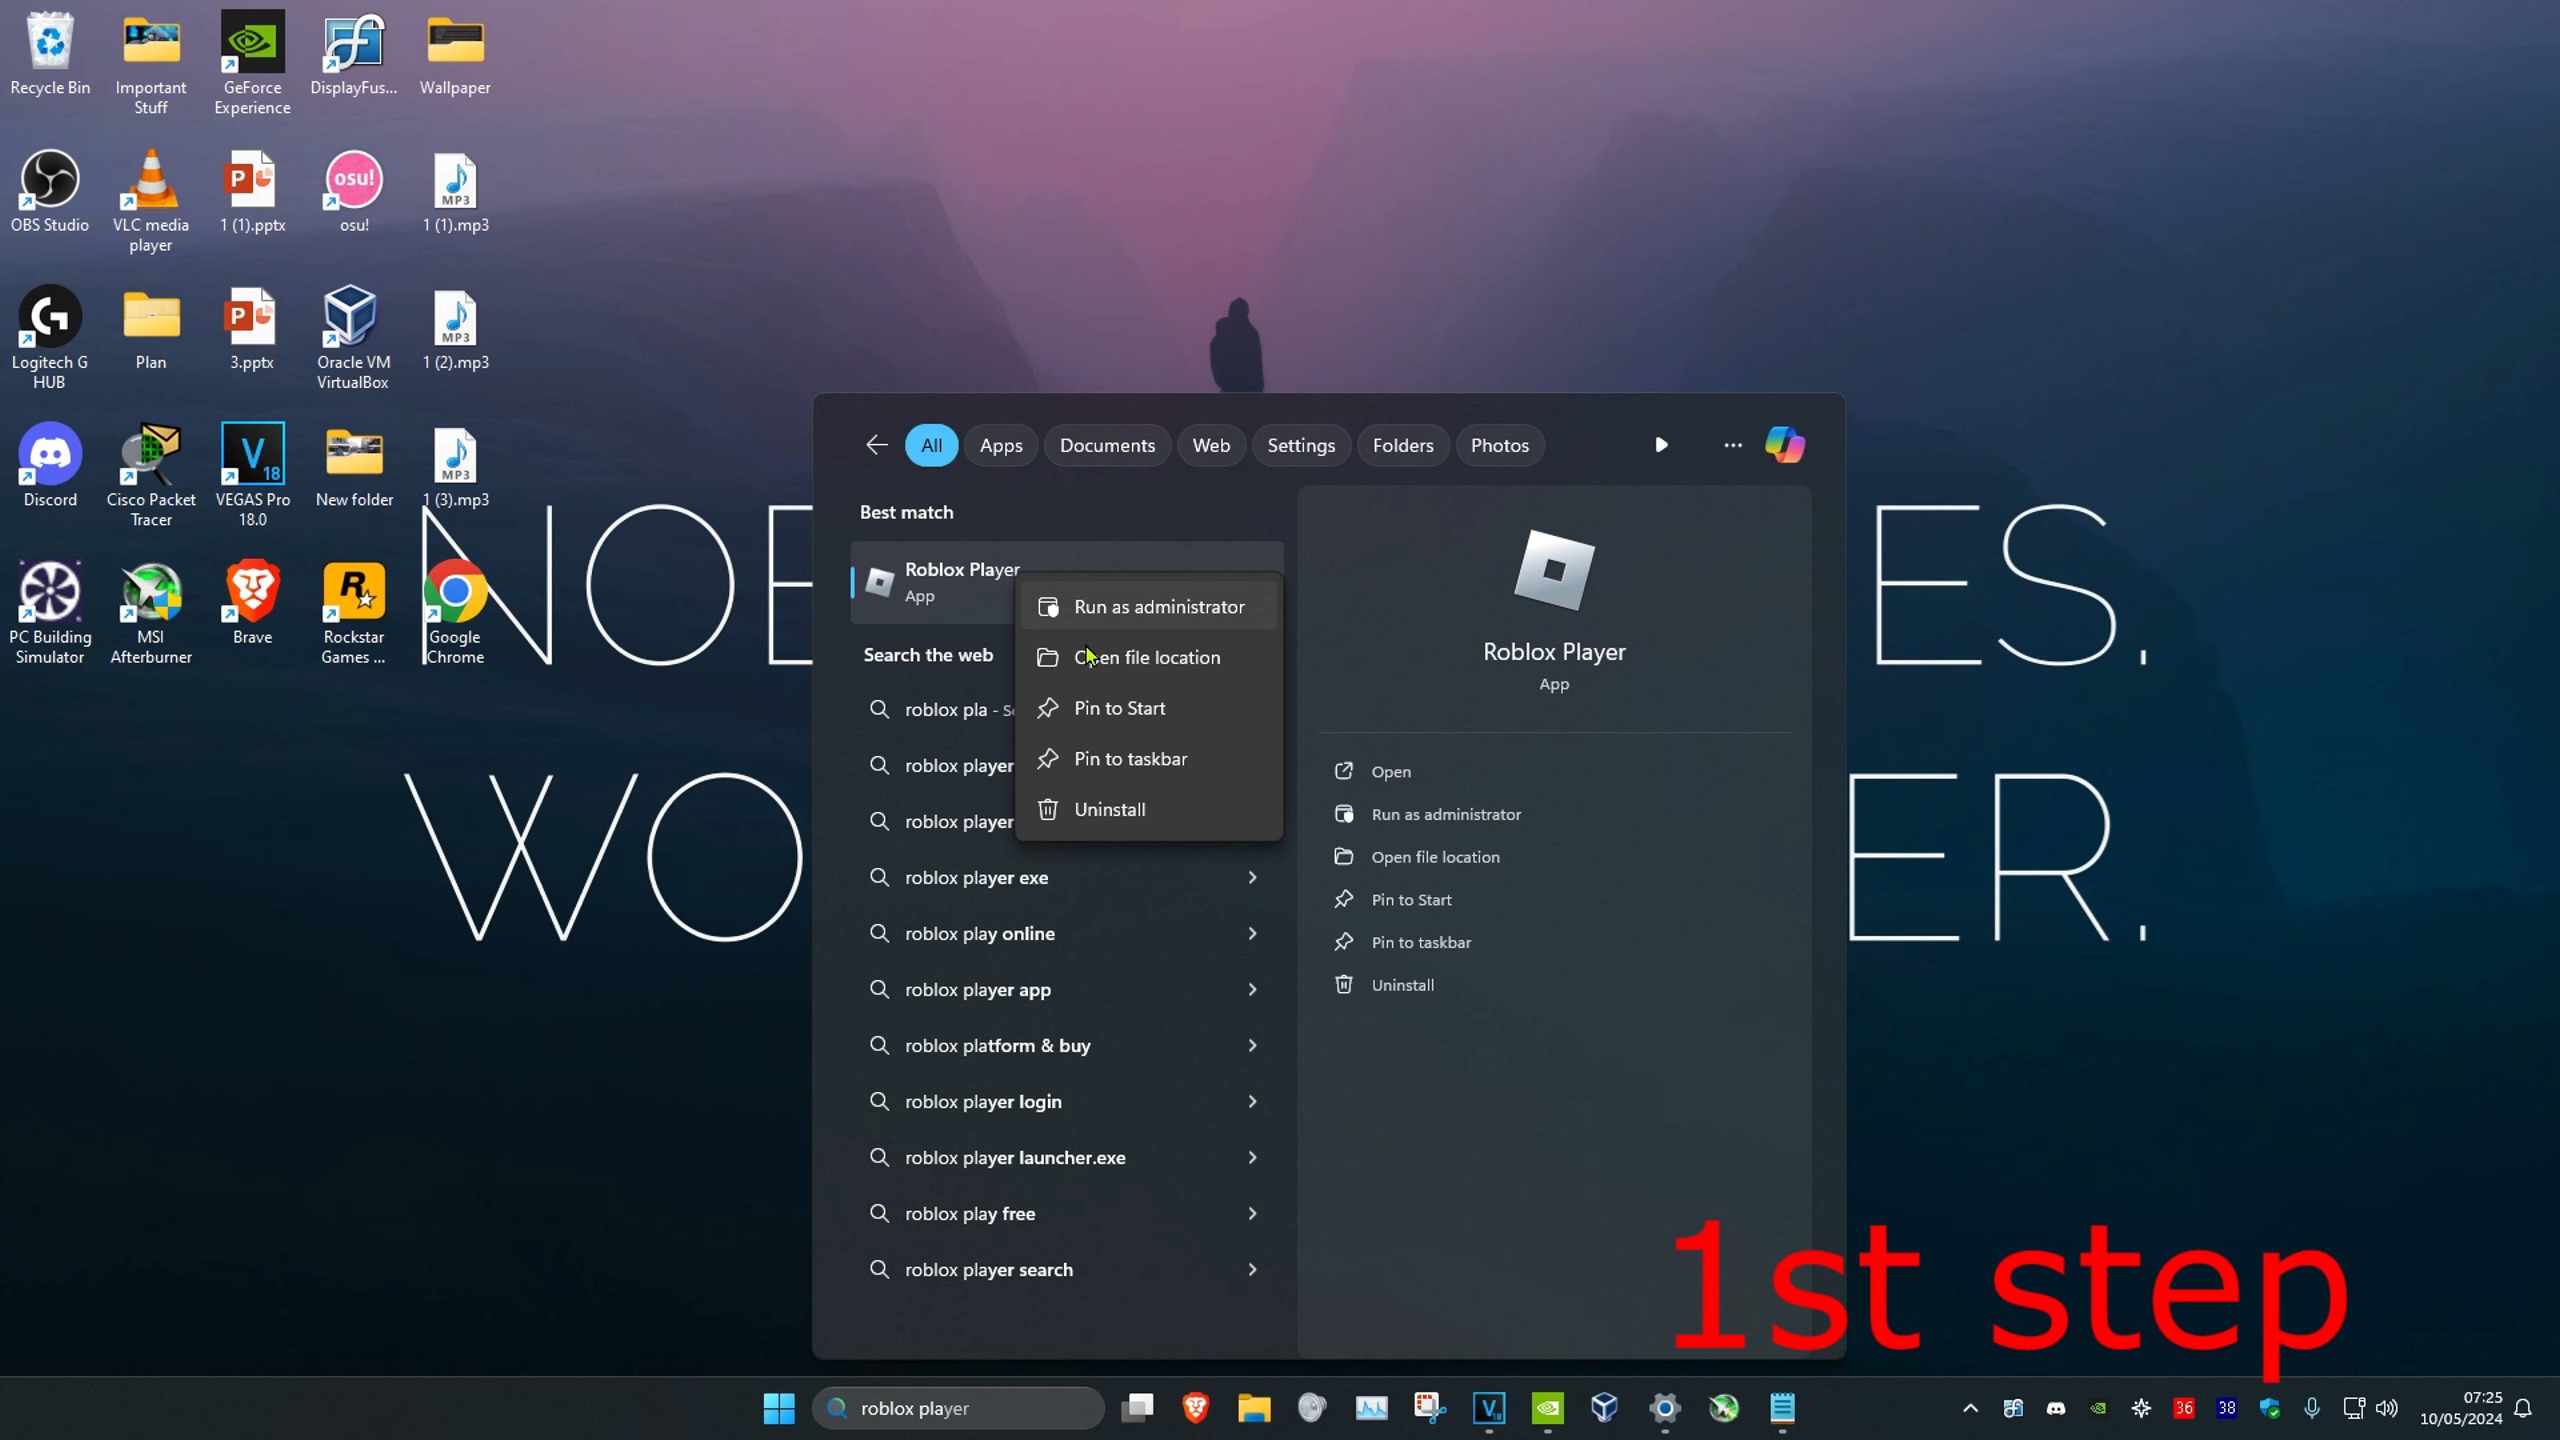 Recycle Bin
Important Stuff
GeForce Experience
DisplayFus...
Wallpaper
OBS Studio
VLC media player
1 (1).pptx
osu!
osu!
1 (1).mp3
MP3
Logitech G HUB
Plan
3.pptx
Oracle VM VirtualBox
1 (2).mp3
MP3
Discord
Cisco Packet Tracer
V 18
VEGAS Pro 18.0
New folder
MP3
1 (3).mp3
PC Building Simulator
MSI Afterburner
Brave
Rockstar Games ...
Google Chrome
All
Apps
Documents
Web
Settings
Folders
Photos
Best match
Roblox Player
App
Search the web
roblox pla
roblox player
roblox player
roblox player exe
roblox play online
roblox player app
roblox platform & buy
roblox player login
roblox player launcher.exe
roblox play free
roblox player search
Run as administrator
Open file location
Pin to Start
Pin to taskbar
Uninstall
Roblox Player
App
Open
Run as administrator
Open file location
Pin to Start
Pin to taskbar
Uninstall
ES.
ER.
1st step
roblox player
36
38
07:25
10/05/2024